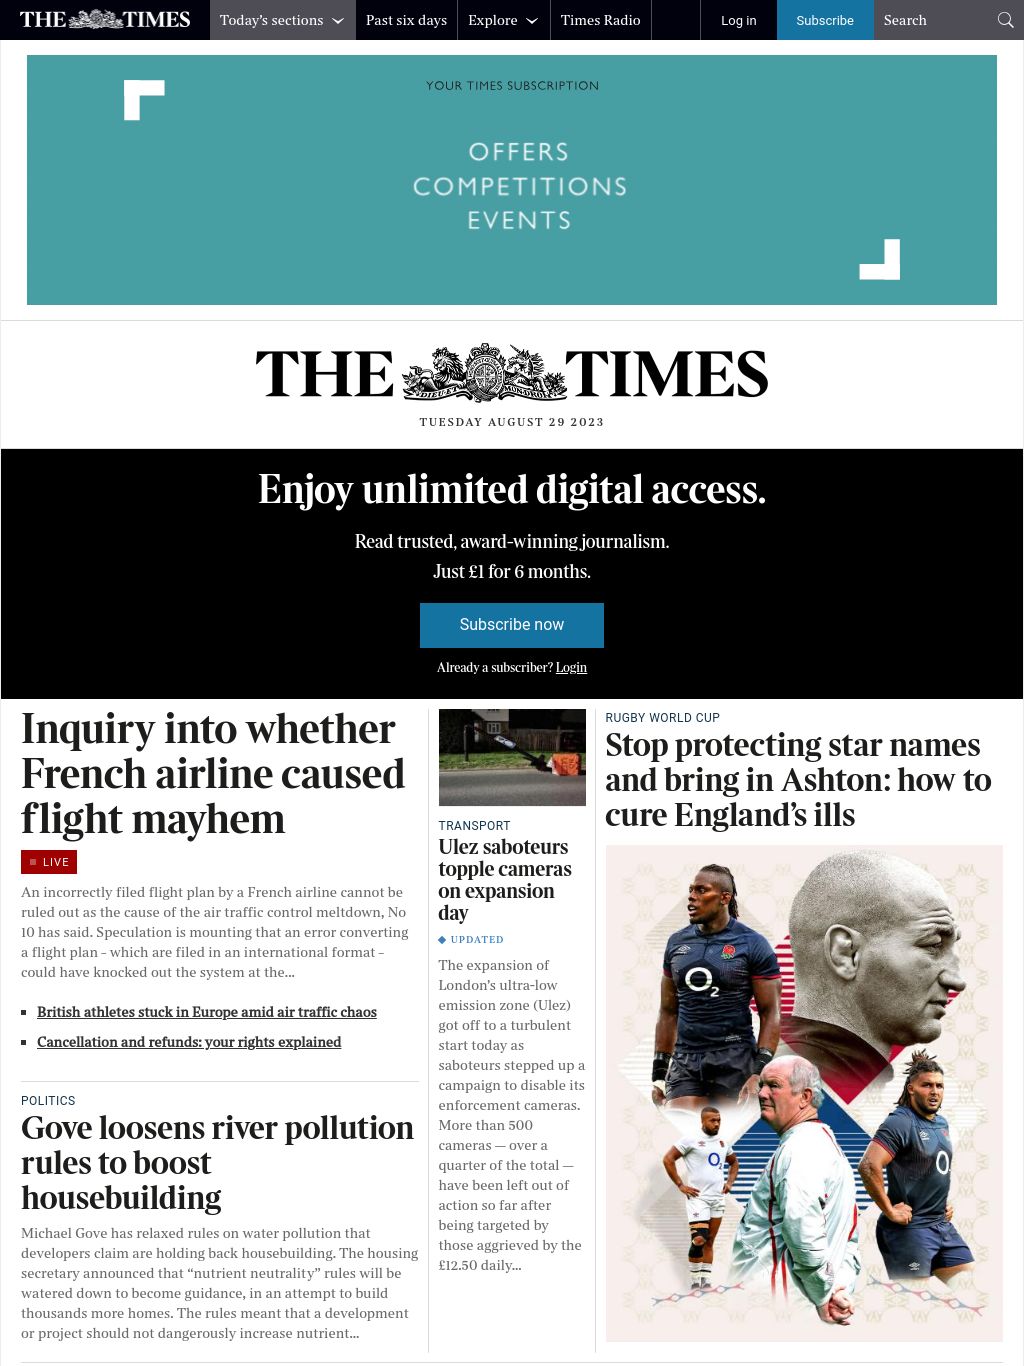 THE TIMES
Today's sections
Past six days
Explore
Times Radio
Log in
Subscribe
Search
YOUR TIMES SUBSCRIPTION
OFFERS
COMPETITIONS
EVENTS
THE TIMES
DIEU ET MON DROIT
TUESDAY AUGUST 29 2023
Enjoy unlimited digital access.
Read trusted, award-winning journalism.
Just £1 for 6 months.
Subscribe now
Already a subscriber? Login
Inquiry into whether
French airline caused
flight mayhem
LIVE
An incorrectly filed flight plan by a French airline cannot be
ruled out as the cause of the air traffic control meltdown, No
10 has said. Speculation is mounting that an error converting
a flight plan – which are filed in an international format –
could have knocked out the system at the...
British athletes stuck in Europe amid air traffic chaos
Cancellation and refunds: your rights explained
POLITICS
Gove loosens river pollution
rules to boost
housebuilding
Michael Gove has relaxed rules on water pollution that
developers claim are holding back housebuilding. The housing
secretary announced that “nutrient neutrality” rules will be
watered down to become guidance, in an attempt to build
thousands more homes. The rules meant that a development
or project should not dangerously increase nutrient...
TRANSPORT
Ulez saboteurs
topple cameras
on expansion
day
UPDATED
The expansion of
London’s ultra-low
emission zone (Ulez)
got off to a turbulent
start today as
saboteurs stepped up a
campaign to disable its
enforcement cameras.
More than 500
cameras — over a
quarter of the total —
have been left out of
action so far after
being targeted by
those aggrieved by the
£12.50 daily...
RUGBY WORLD CUP
Stop protecting star names
and bring in Ashton: how to
cure England’s ills
O2
O2
O